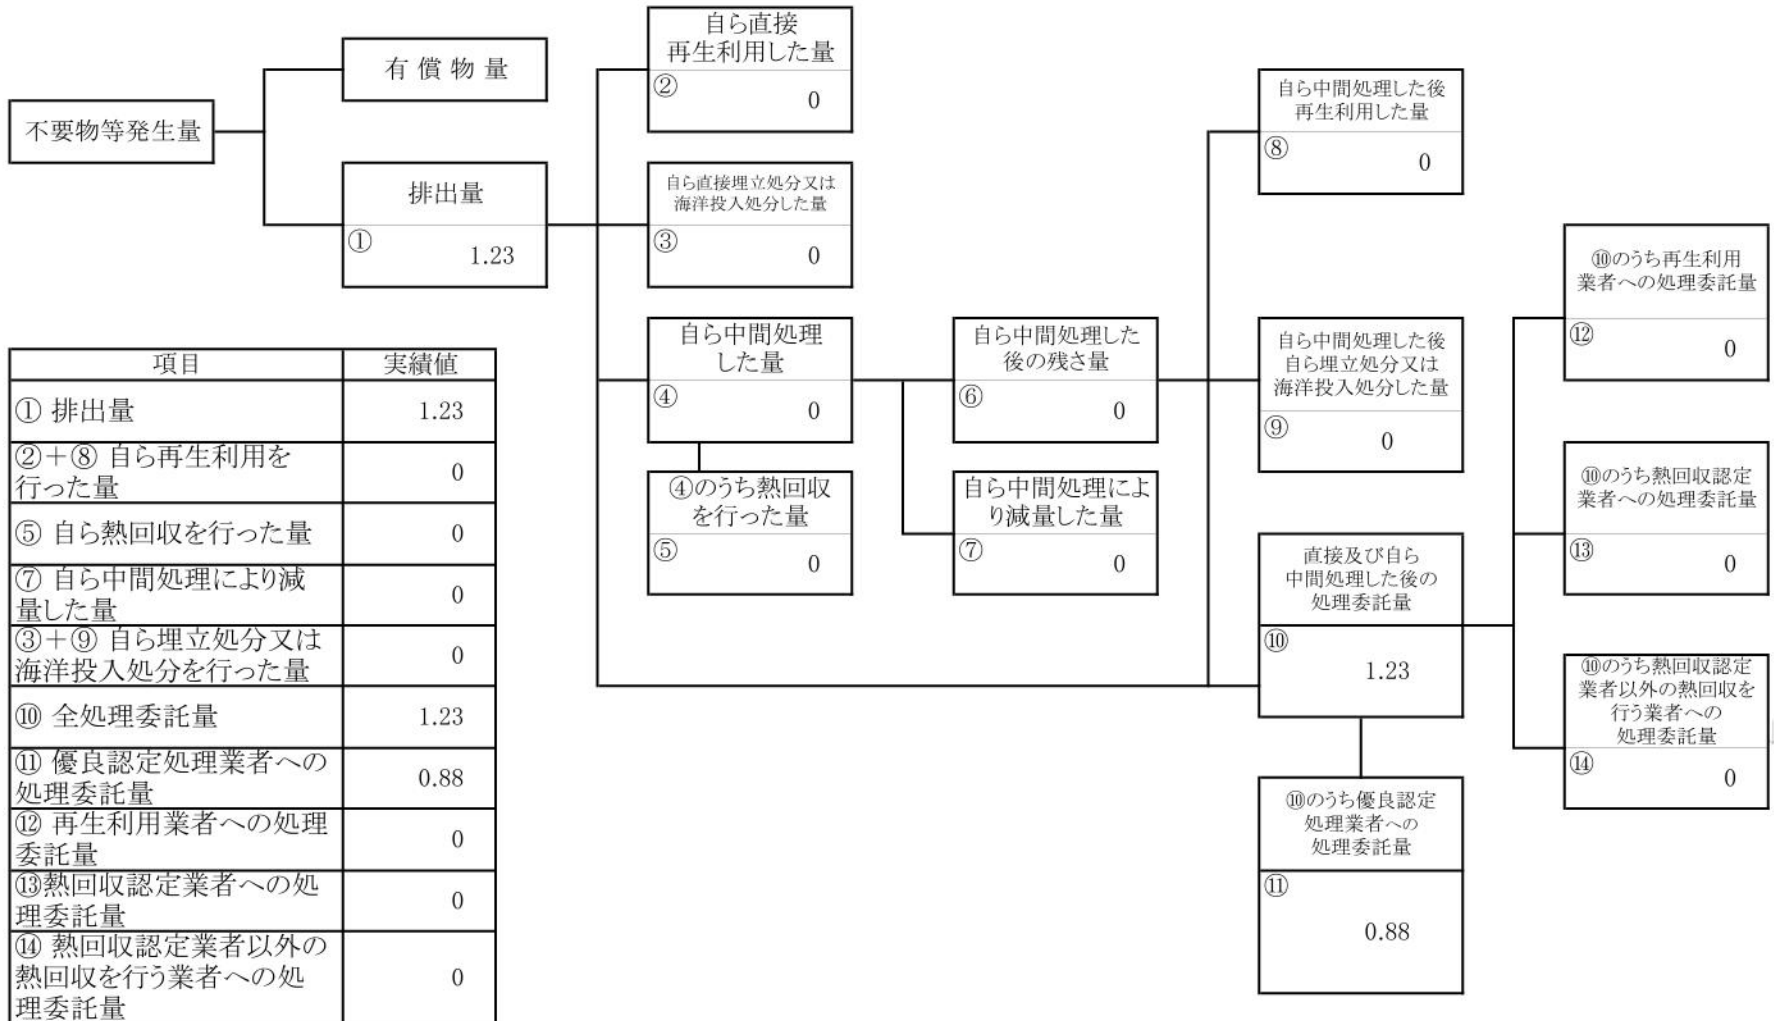 不要物等発生量
有 償 物 量
排出量
①
1.23
自ら直接
再生利用した量
②
0
自ら直接埋立処分又は
海洋投入処分した量
③
0
自ら中間処理
した量
④
0
④のうち熱回収
を行った量
⑤
0
自ら中間処理した
後の残さ量
⑥
0
自ら中間処理によ
り減量した量
⑦
0
自ら中間処理した後
再生利用した量
⑧
0
自ら中間処理した後
自ら埋立処分又は
海洋投入処分した量
⑨
0
直接及び自ら
中間処理した後の
処理委託量
⑩
1.23
⑩のうち優良認定
処理業者への
処理委託量
⑪
0.88
⑩のうち再生利用
業者への処理委託量
⑫
0
⑩のうち熱回収認定
業者への処理委託量
⑬
0
⑩のうち熱回収認定
業者以外の熱回収を
行う業者への
処理委託量
⑭
0
項目 実績値
① 排出量 1.23
②+⑧ 自ら再生利用を
行った量 0
⑤ 自ら熱回収を行った量 0
⑦ 自ら中間処理により減
量した量 0
③+⑨ 自ら埋立処分又は
海洋投入処分を行った量 0
⑩ 全処理委託量 1.23
⑪ 優良認定処理業者への
処理委託量 0.88
⑫ 再生利用業者への処理
委託量 0
⑬熱回収認定業者への処
理委託量 0
⑭ 熱回収認定業者以外の
熱回収を行う業者への処 0
理委託量